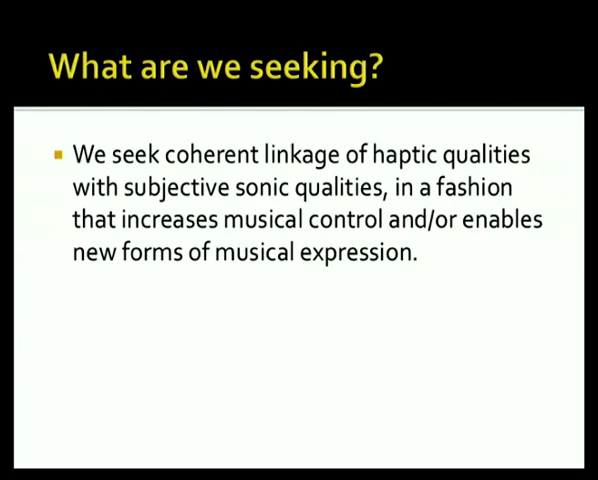 What are we seeking?
We seek coherent linkage of haptic qualities
with subjective sonic qualities, in a fashion
that increases musical control and/or enables
new forms of musical expression.